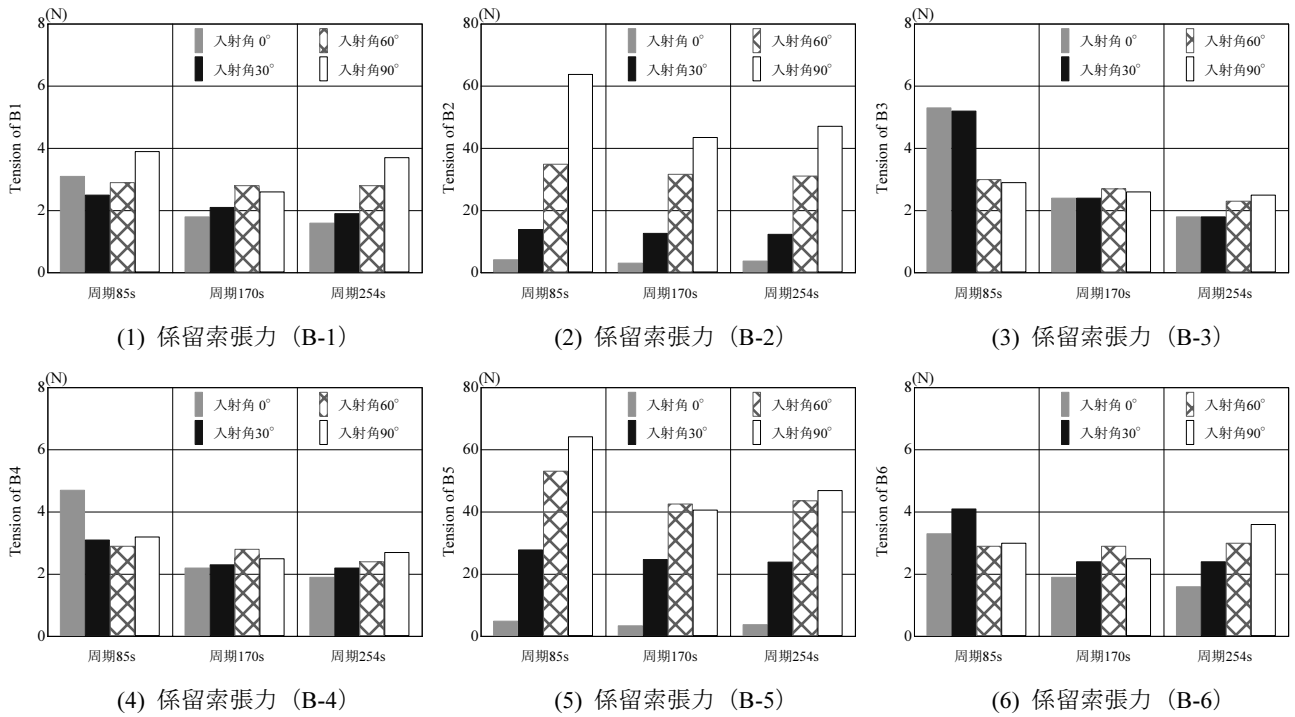 (N)
8
6
4
2
0
Tension of B1
入射角 0°
入射角60°
入射角30°
入射角90°
周期85s
周期170s
周期254s
(1) 係留索張力（B-1）
(N)
80
60
40
20
0
Tension of B2
入射角 0°
入射角60°
入射角30°
入射角90°
周期85s
周期170s
周期254s
(2) 係留索張力（B-2）
(N)
8
6
4
2
0
Tension of B3
入射角 0°
入射角60°
入射角30°
入射角90°
周期85s
周期170s
周期254s
(3) 係留索張力（B-3）
(N)
8
6
4
2
0
Tension of B4
入射角 0°
入射角60°
入射角30°
入射角90°
周期85s
周期170s
周期254s
(4) 係留索張力（B-4）
(N)
80
60
40
20
0
Tension of B5
入射角 0°
入射角60°
入射角30°
入射角90°
周期85s
周期170s
周期254s
(5) 係留索張力（B-5）
(N)
8
6
4
2
0
Tension of B6
入射角 0°
入射角60°
入射角30°
入射角90°
周期85s
周期170s
周期254s
(6) 係留索張力（B-6）